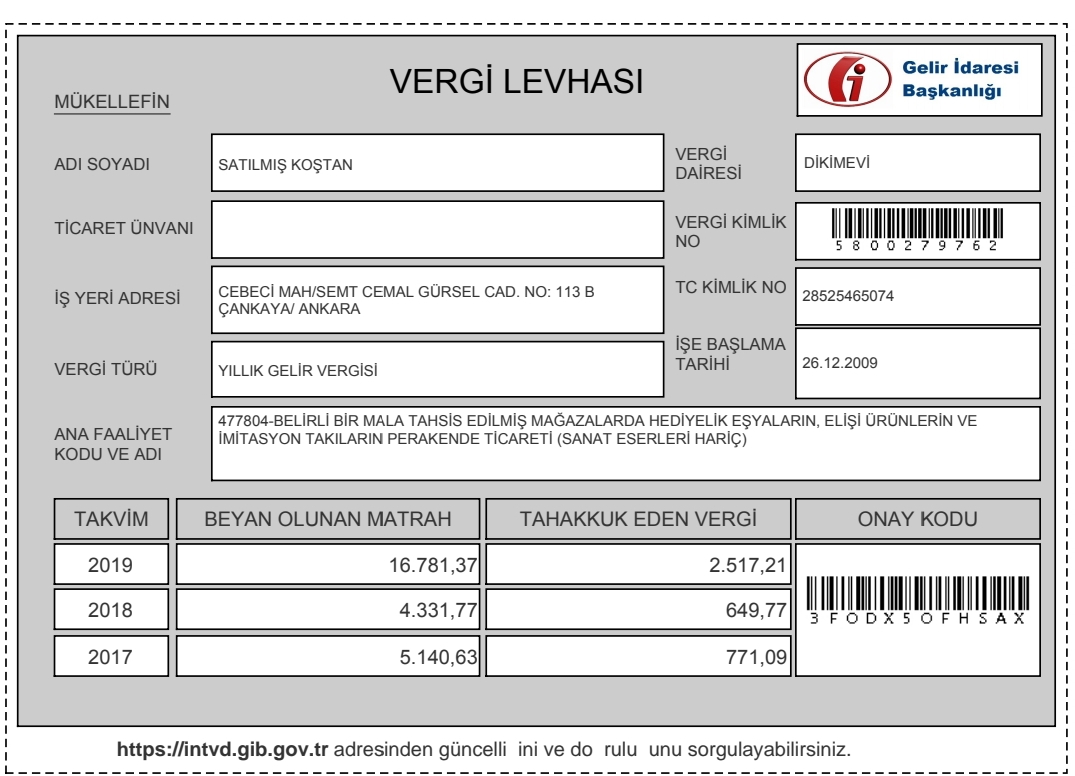 VERGİ LEVHASI
Gelir İdaresi
Başkanlığı
MÜKELLEFİN
ADI SOYADI
SATILMIŞ KOŞTAN
VERGİ
DAİRESİ
DİKİMEVİ
TİCARET ÜNVANI
VERGİ KİMLİK
NO
5800279762
İŞ YERİ ADRESİ
CEBECİ MAH/SEMT CEMAL GÜRSEL CAD. NO: 113 B
ÇANKAYA/ ANKARA
TC KİMLİK NO
28525465074
VERGİ TÜRÜ
YILLIK GELİR VERGİSİ
İŞE BAŞLAMA
TARİHİ
26.12.2009
ANA FAALİYET
KODU VE ADI
477804-BELİRLİ BİR MALA TAHSİS EDİLMİŞ MAĞAZALARDA HEDİYELİK EŞYALARIN, ELİŞİ ÜRÜNLERİN VE
İMİTASYON TAKILARIN PERAKENDE TİCARETİ (SANAT ESERLERİ HARİÇ)
TAKVİM BEYAN OLUNAN MATRAH TAHAKKUK EDEN VERGİ ONAY KODU
2019 16.781,37 2.517,21
2018 4.331,77 649,77
3FODX5OFHSAX
2017 5.140,63 771,09
https://intvd.gib.gov.tr adresinden güncelli ini ve do rulu unu sorgulayabilirsiniz.